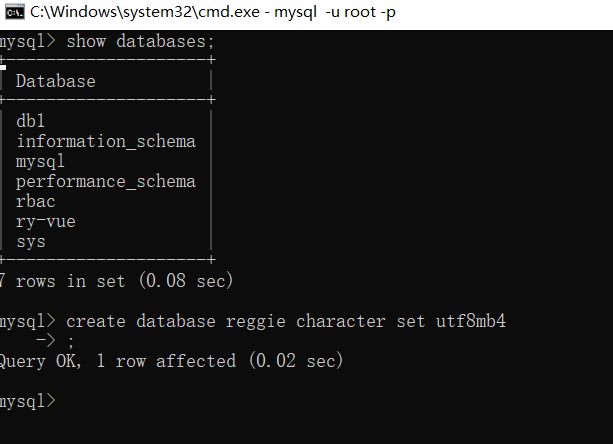 C:\Windows\system32\cmd.exe - mysql  -u root -p
mysql> show databases;
+--------------------+
| Database           |
+--------------------+
| db1                |
| information_schema |
| mysql              |
| performance_schema |
| rbac               |
| ry-vue             |
| sys                |
+--------------------+
7 rows in set (0.08 sec)
mysql> create database reggie character set utf8mb4
    -> ;
Query OK, 1 row affected (0.02 sec)
mysql>